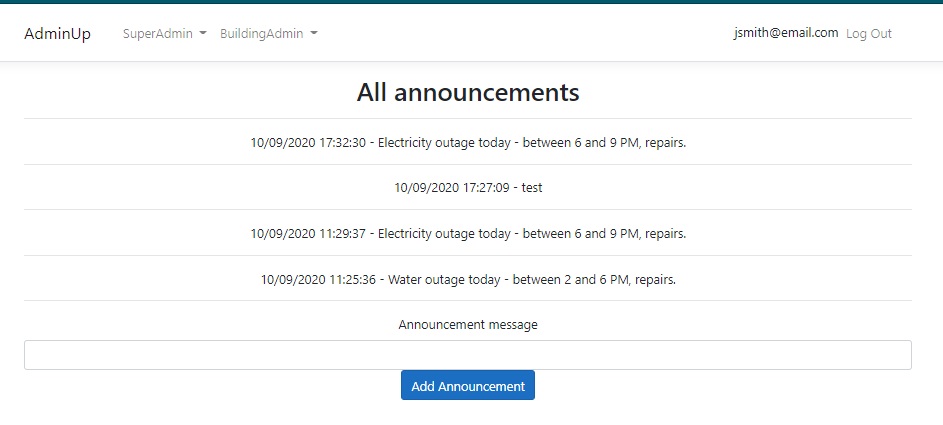 AdminUp SuperAdmin BuildingAdmin jsmith@email.com Log Out
All announcements
10/09/2020 17:32:30 - Electricity outage today - between 6 and 9 PM, repairs.
10/09/2020 17:27:09 - test
10/09/2020 11:29:37 - Electricity outage today - between 6 and 9 PM, repairs.
10/09/2020 11:25:36 - Water outage today - between 2 and 6 PM, repairs.
Announcement message
Add Announcement